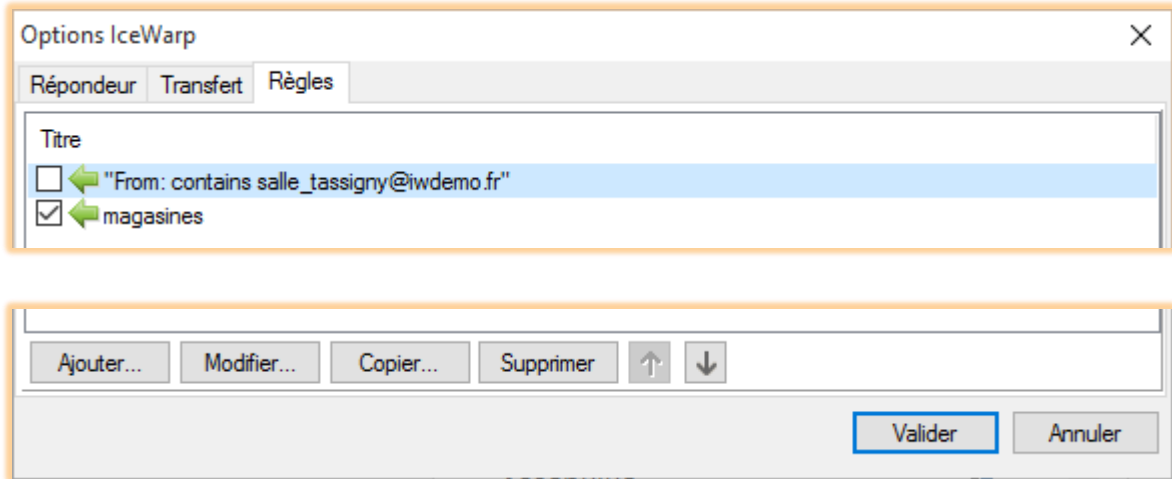 Options IceWarp
Répondeur Transfert Règles
Titre
"From: contains salle_tassigny@iwdemo.fr"
magasines
Ajouter... Modifier... Copier... Supprimer
Valider Annuler